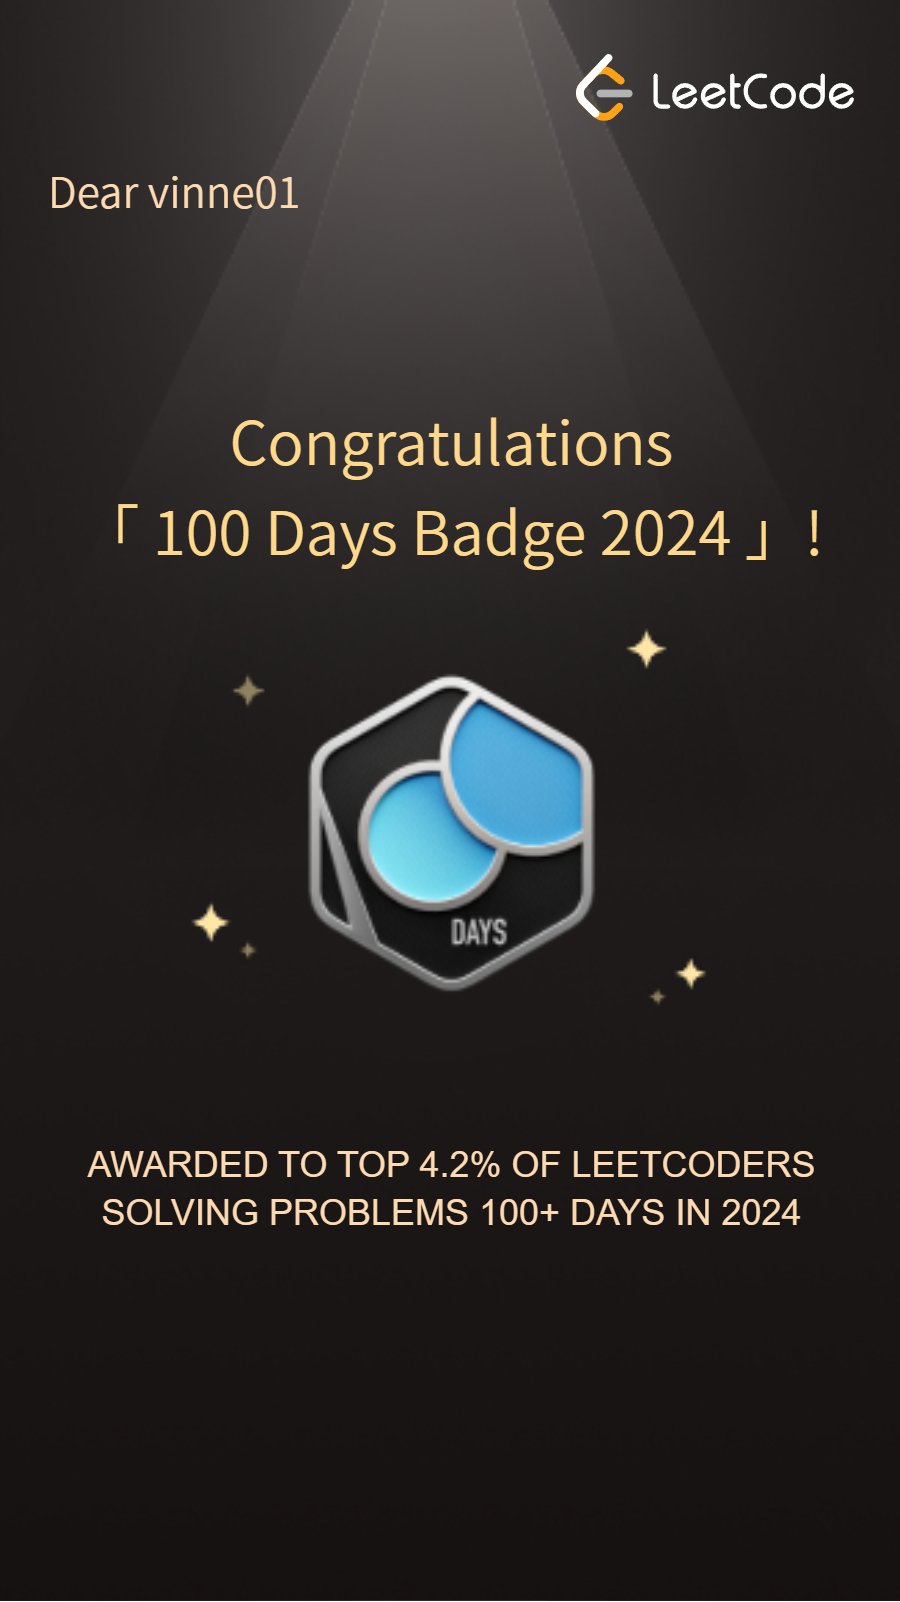 LeetCode
Dear vinne01
Congratulations
「 100 Days Badge 2024 」!
DAYS
AWARDED TO TOP 4.2% OF LEETCODERS
SOLVING PROBLEMS 100+ DAYS IN 2024